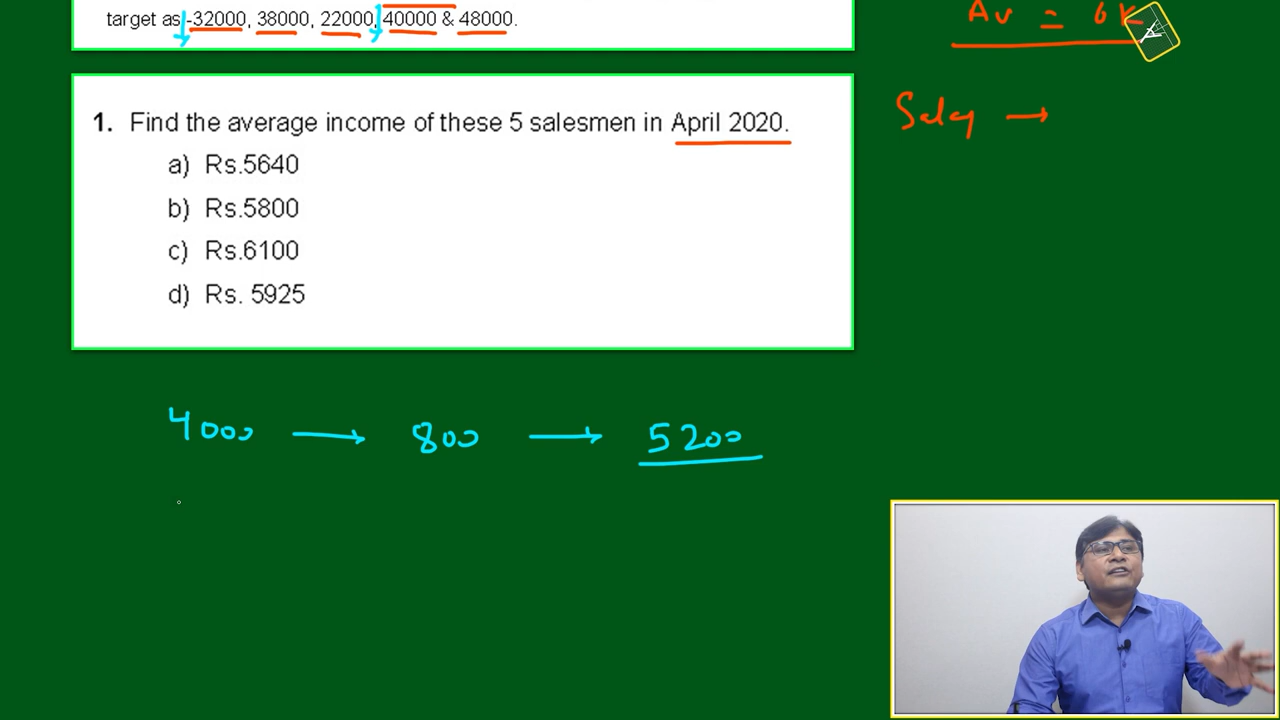 target as -32000, 38000, 22000, 40000 & 48000.
Av = 6K
1. Find the average income of these 5 salesmen in April 2020.
a) Rs.5640
b) Rs.5800
c) Rs.6100
d) Rs. 5925
→
4000 → 800 → 5200